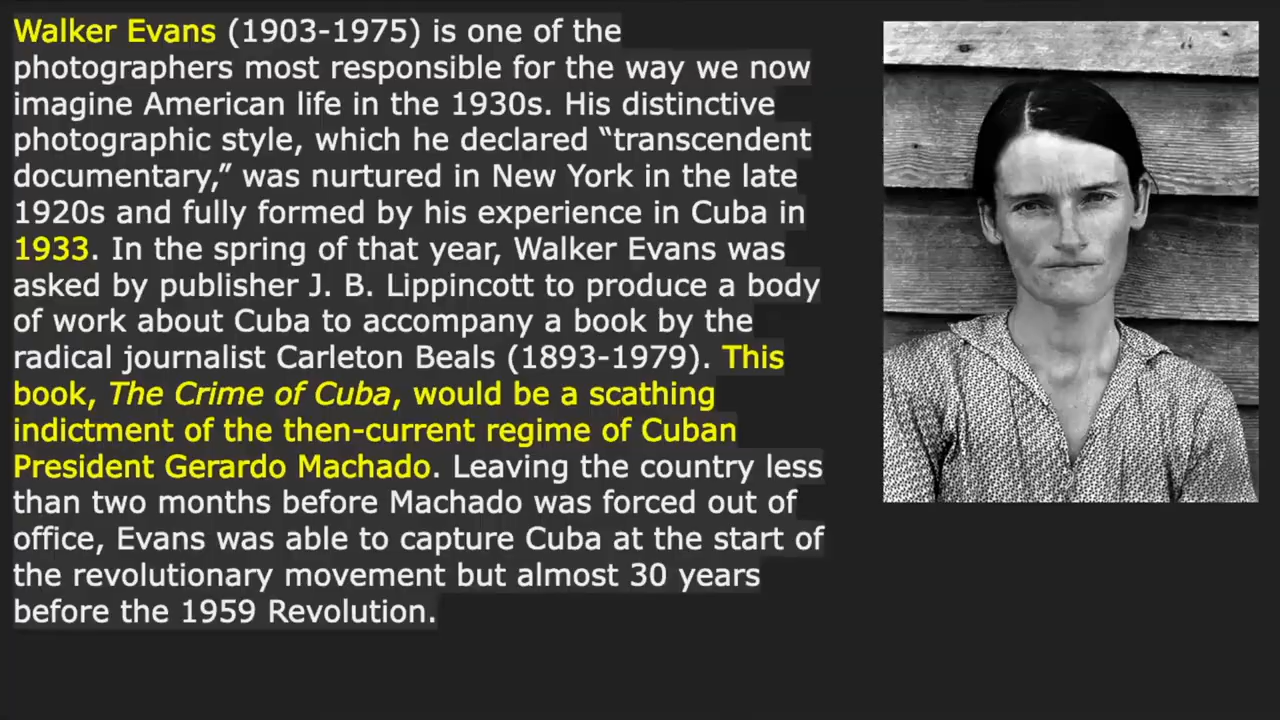 Walker Evans (1903-1975) is one of the
photographers most responsible for the way we now
imagine American life in the 1930s. His distinctive
photographic style, which he declared “transcendent
documentary,” was nurtured in New York in the late
1920s and fully formed by his experience in Cuba in
1933. In the spring of that year, Walker Evans was
asked by publisher J. B. Lippincott to produce a body
of work about Cuba to accompany a book by the
radical journalist Carleton Beals (1893-1979). This
book, The Crime of Cuba, would be a scathing
indictment of the then-current regime of Cuban
President Gerardo Machado. Leaving the country less
than two months before Machado was forced out of
office, Evans was able to capture Cuba at the start of
the revolutionary movement but almost 30 years
before the 1959 Revolution.